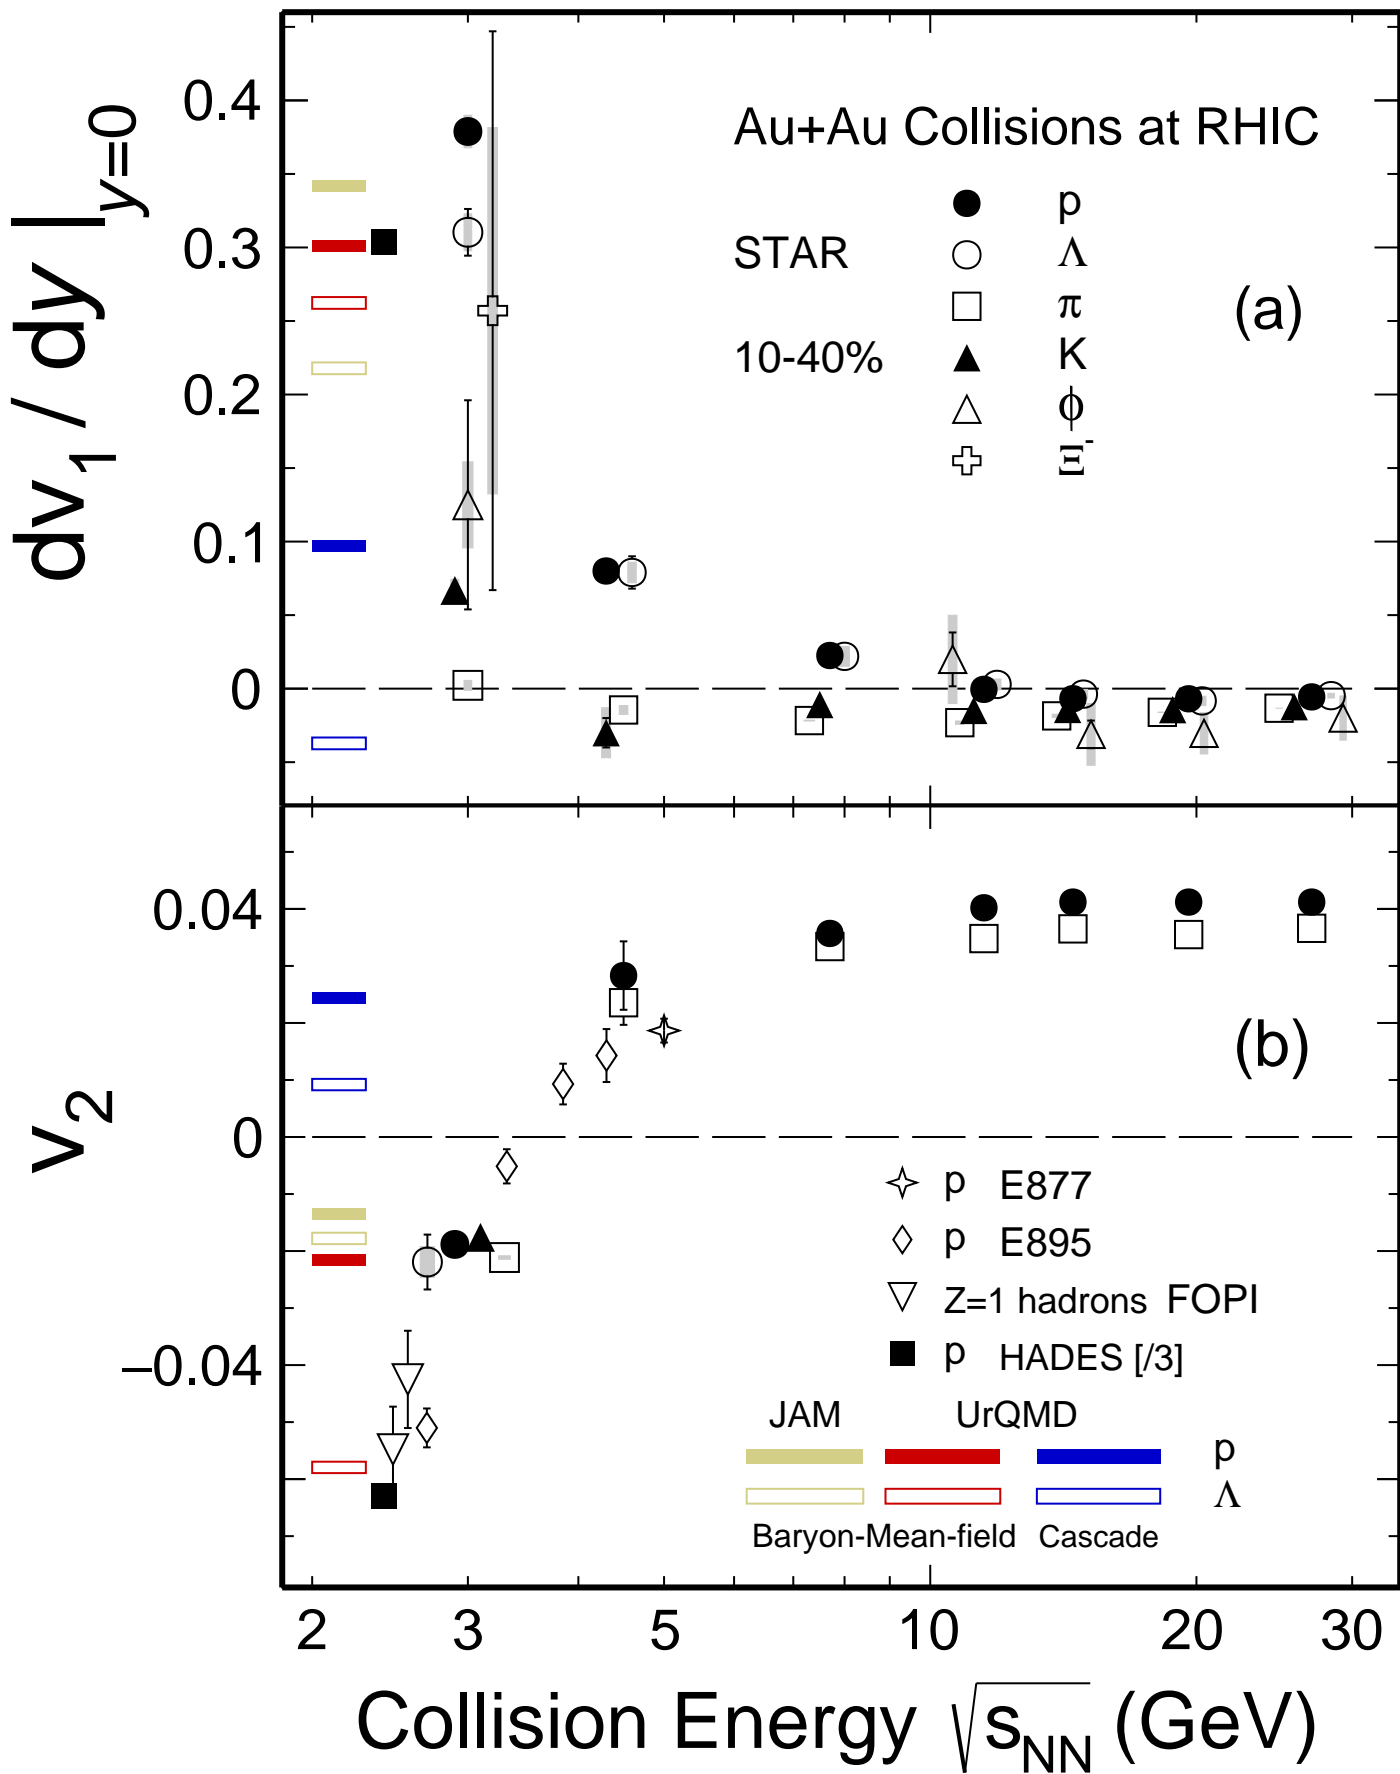 dv1 / dy |y=0
0.4
0.3
0.2
0.1
0
Au+Au Collisions at RHIC
STAR
10-40%
p
Λ
π
K
ϕ
Ξ-
(a)
v2
0.04
0
−0.04
(b)
p E877
p E895
Z=1 hadrons FOPI
p HADES [/3]
JAM UrQMD
p
Λ
Baryon-Mean-field Cascade
2 3 5 10 20 30
Collision Energy √sNN (GeV)